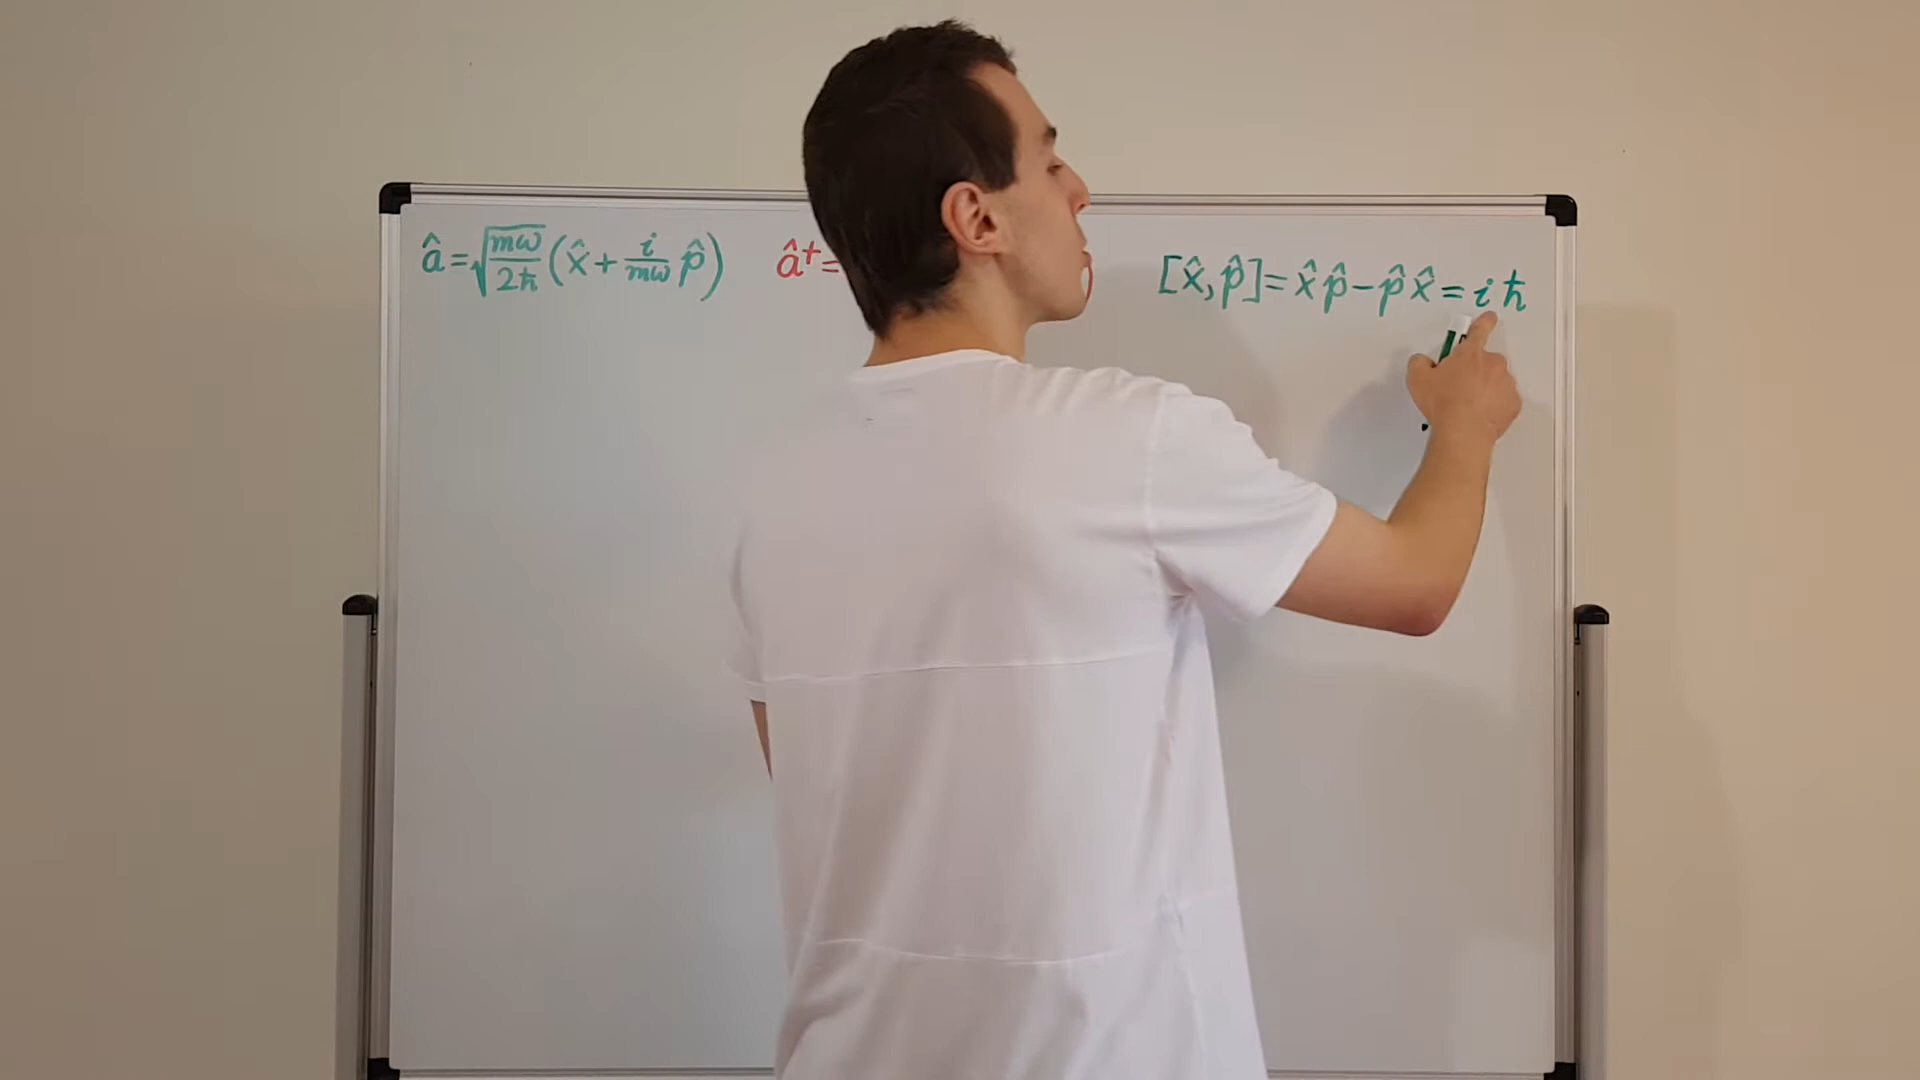 â = √(mω/2ħ) (x̂ + i/mω p̂)
â† =
)
[x̂, p̂] = x̂p̂ − p̂x̂ = iħ